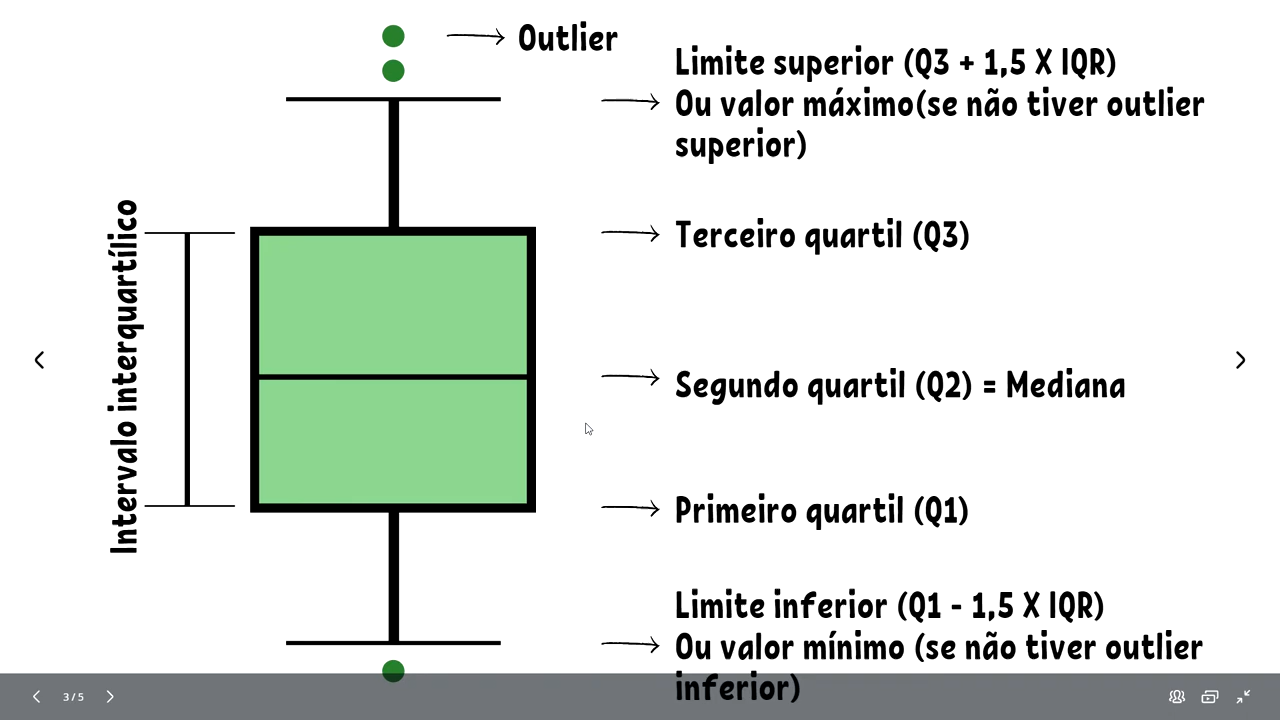 Outlier
Limite superior (Q3 + 1,5 X IQR)
Ou valor máximo(se não tiver outlier
superior)
Intervalo interquartílico
Terceiro quartil (Q3)
Segundo quartil (Q2) = Mediana
Primeiro quartil (Q1)
Limite inferior (Q1 - 1,5 X IQR)
Ou valor mínimo (se não tiver outlier
inferior)
3/5